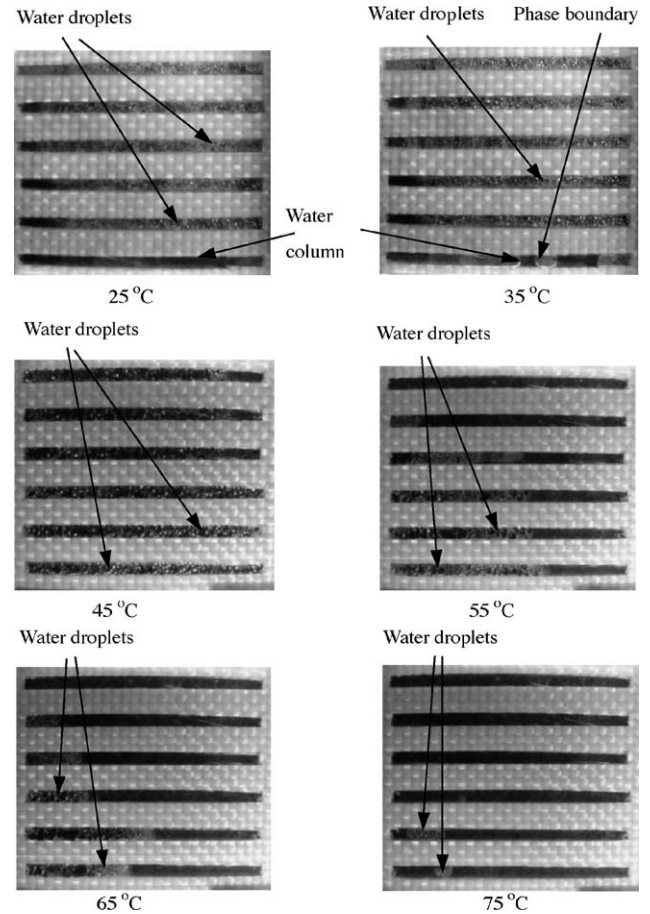 Water droplets
Water droplets
Phase boundary
Water
column
25 °C
35 °C
Water droplets
Water droplets
45 °C
55 °C
Water droplets
Water droplets
65 °C
75 °C